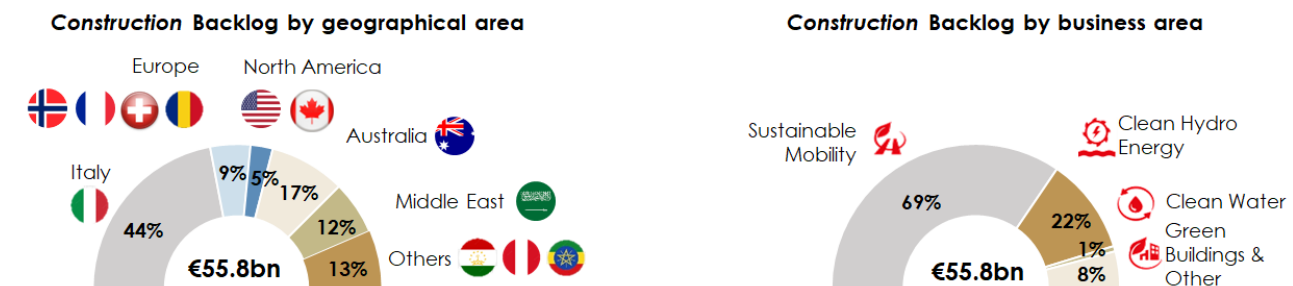 Construction Backlog by geographical area
Europe
North America
Australia
Italy
Middle East
Others
9%
5%
17%
44%
12%
13%
€55.8bn
Construction Backlog by business area
Sustainable
Mobility
Clean Hydro
Energy
Clean Water
Green
Buildings &
Other
69%
22%
1%
8%
€55.8bn